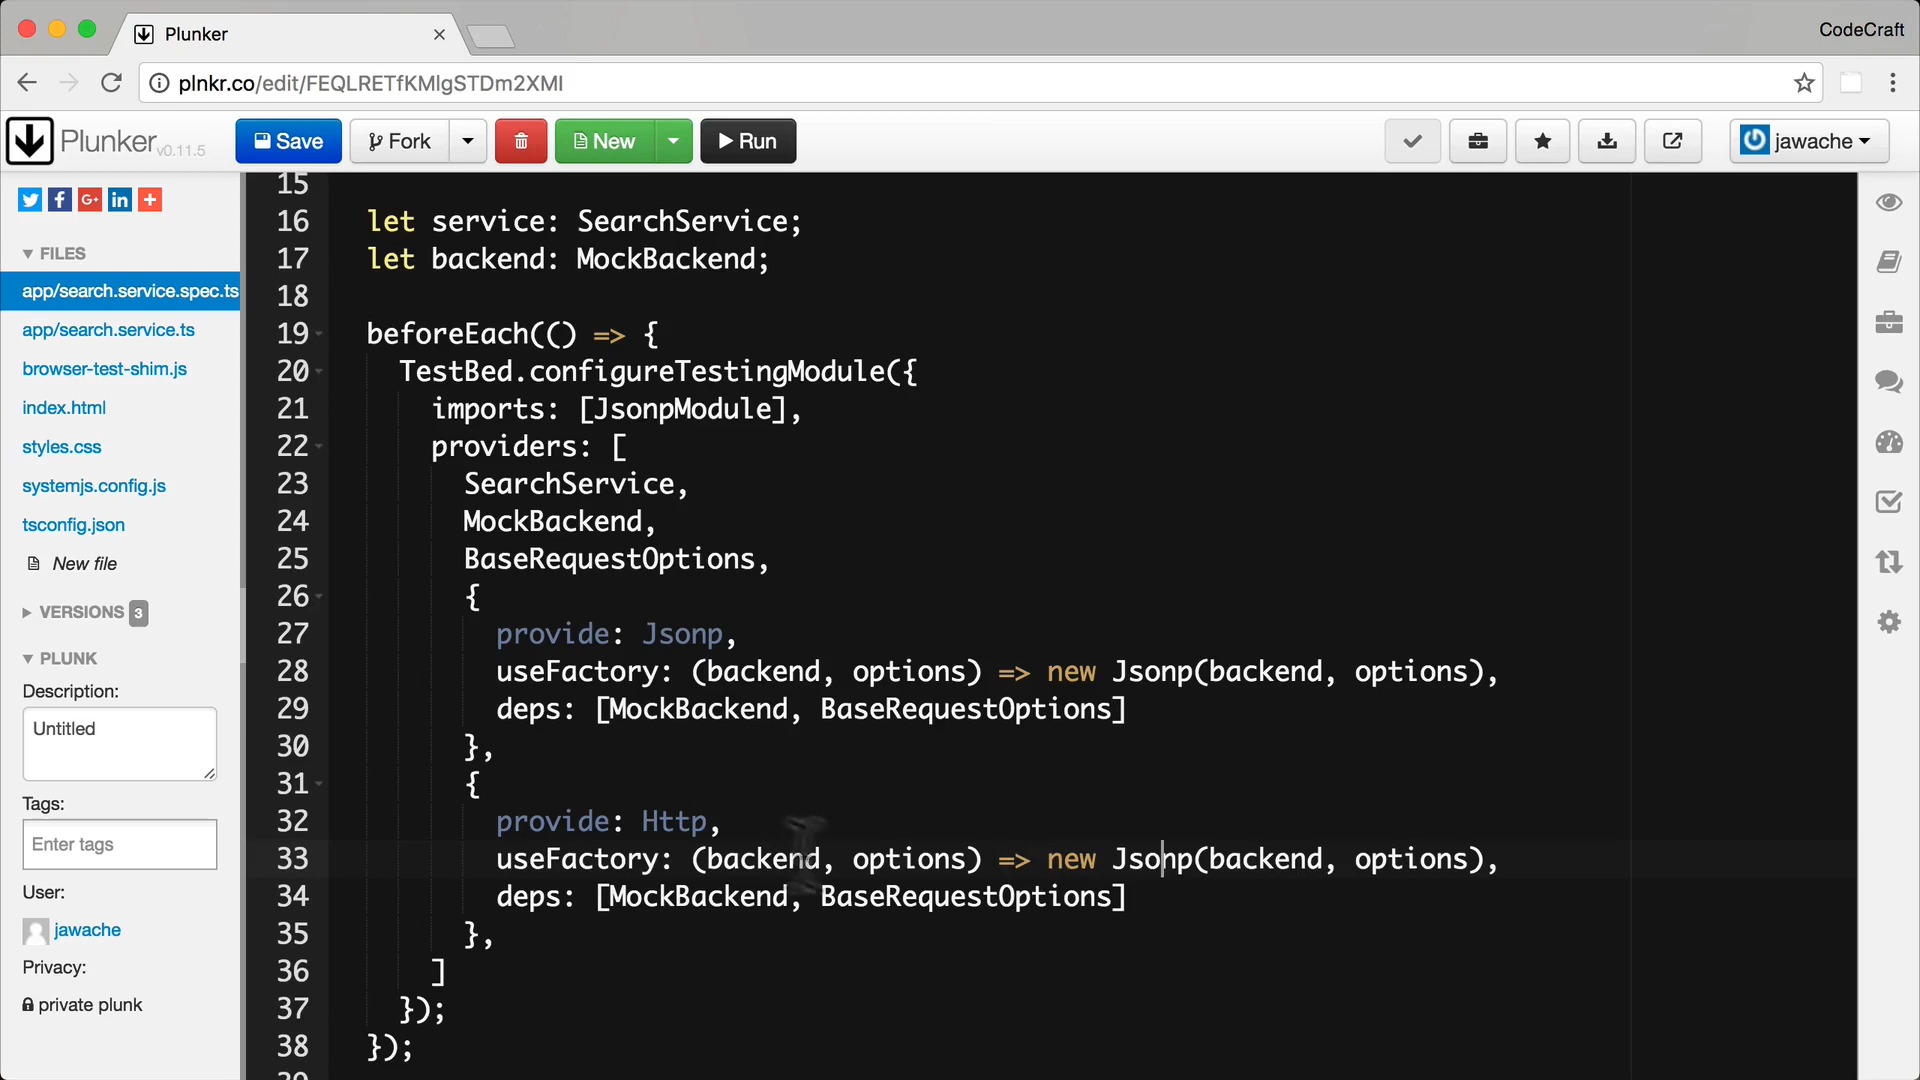 Plunker
CodeCraft
plnkr.co/edit/FEQLRETfKMlgSTDm2XMI
Plunker v0.11.5
Save
Fork
New
Run
jawache
FILES
app/search.service.spec.ts
app/search.service.ts
browser-test-shim.js
index.html
styles.css
systemjs.config.js
tsconfig.json
New file
VERSIONS 3
PLUNK
Description:
Untitled
Tags:
Enter tags
User:
jawache
Privacy:
private plunk
15
16 let service: SearchService;
17 let backend: MockBackend;
18
19 beforeEach(() => {
20 TestBed.configureTestingModule({
21 imports: [JsonpModule],
22 providers: [
23 SearchService,
24 MockBackend,
25 BaseRequestOptions,
26 {
27 provide: Jsonp,
28 useFactory: (backend, options) => new Jsonp(backend, options),
29 deps: [MockBackend, BaseRequestOptions]
30 },
31 {
32 provide: Http,
33 useFactory: (backend, options) => new Jsonp(backend, options),
34 deps: [MockBackend, BaseRequestOptions]
35 },
36 ]
37 });
38 });